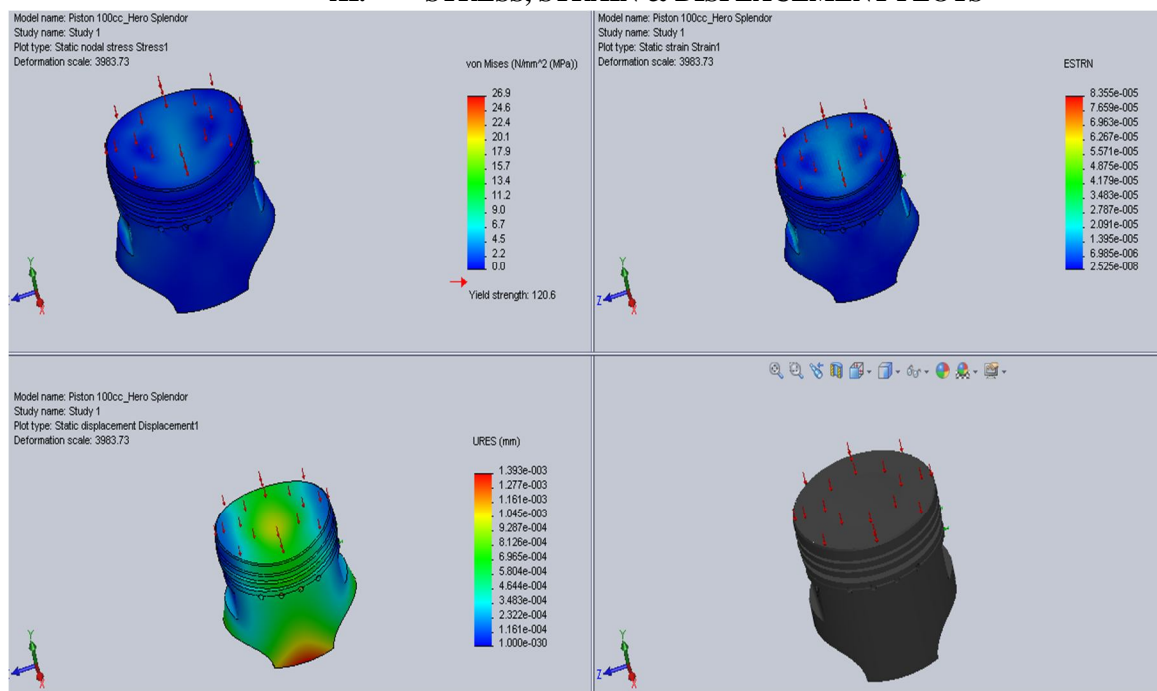 STRESS, STRAIN & DISPLACEMENT PLOTS
Model name: Piston 100cc_Hero Splendor
Study name: Study 1
Plot type: Static nodal stress Stress1
Deformation scale: 3983.73
von Mises (N/mm^2 (MPa))
26.9
24.6
22.4
20.1
17.9
15.7
13.4
11.2
9.0
6.7
4.5
2.2
0.0
Yield strength: 120.6
Y
X
Model name: Piston 100cc_Hero Splendor
Study name: Study 1
Plot type: Static strain Strain1
Deformation scale: 3983.73
ESTRN
8.355e-005
7.659e-005
6.963e-005
6.267e-005
5.571e-005
4.875e-005
4.179e-005
3.483e-005
2.787e-005
2.091e-005
1.395e-005
6.985e-006
2.525e-008
Y
Z
X
Model name: Piston 100cc_Hero Splendor
Study name: Study 1
Plot type: Static displacement Displacement1
Deformation scale: 3983.73
URES (mm)
1.393e-003
1.277e-003
1.161e-003
1.045e-003
9.287e-004
8.126e-004
6.965e-004
5.804e-004
4.644e-004
3.483e-004
2.322e-004
1.161e-004
1.000e-030
Y
X
Y
Z
X